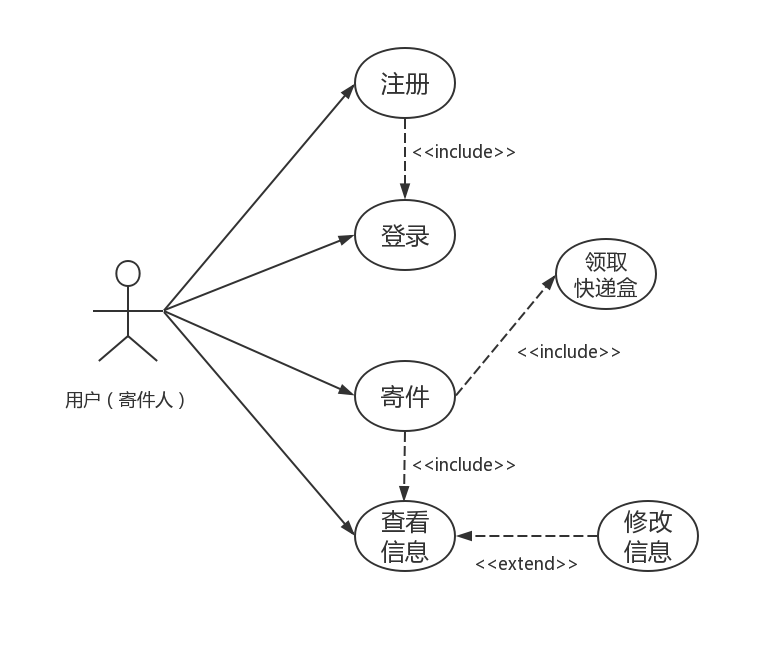 注册
<<include>>
登录
领取
快递盒
<<include>>
用户（寄件人）
寄件
<<include>>
查看
信息
修改
信息
<<extend>>